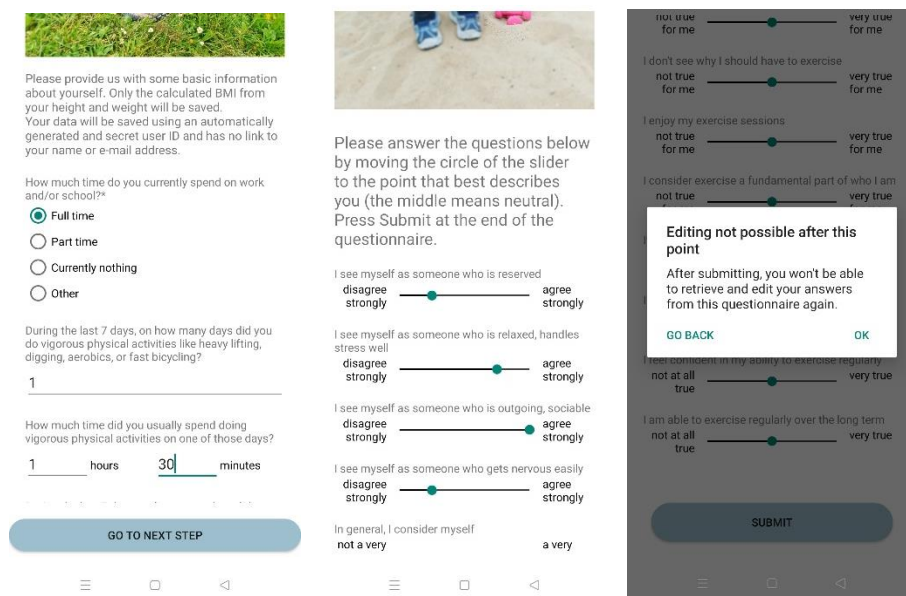 Please provide us with some basic information
about yourself. Only the calculated BMI from
your height and weight will be saved.
Your data will be saved using an automatically
generated and secret user ID and has no link to
your name or e-mail address.
How much time do you currently spend on work
and/or school?*
Full time
Part time
Currently nothing
Other
During the last 7 days, on how many days did you
do vigorous physical activities like heavy lifting,
digging, aerobics, or fast bicycling?
1
How much time did you usually spend doing
vigorous physical activities on one of those days?
1 hours 30 minutes
GO TO NEXT STEP
Please answer the questions below
by moving the circle of the slider
to the point that best describes
you (the middle means neutral).
Press Submit at the end of the
questionnaire.
I see myself as someone who is reserved
disagree agree
strongly strongly
I see myself as someone who is relaxed, handles
stress well
disagree agree
strongly strongly
I see myself as someone who is outgoing, sociable
disagree agree
strongly strongly
I see myself as someone who gets nervous easily
disagree agree
strongly strongly
In general, I consider myself
not a very a very
not true very true
for me for me
I don't see why I should have to exercise
not true very true
for me for me
I enjoy my exercise sessions
not true very true
for me for me
I consider exercise a fundamental part of who I am
not true very true
Editing not possible after this
point
After submitting, you won't be able
to retrieve and edit your answers
from this questionnaire again.
GO BACK OK
I feel confident in my ability to exercise regularly
not at all very true
true
I am able to exercise regularly over the long term
not at all very true
true
SUBMIT